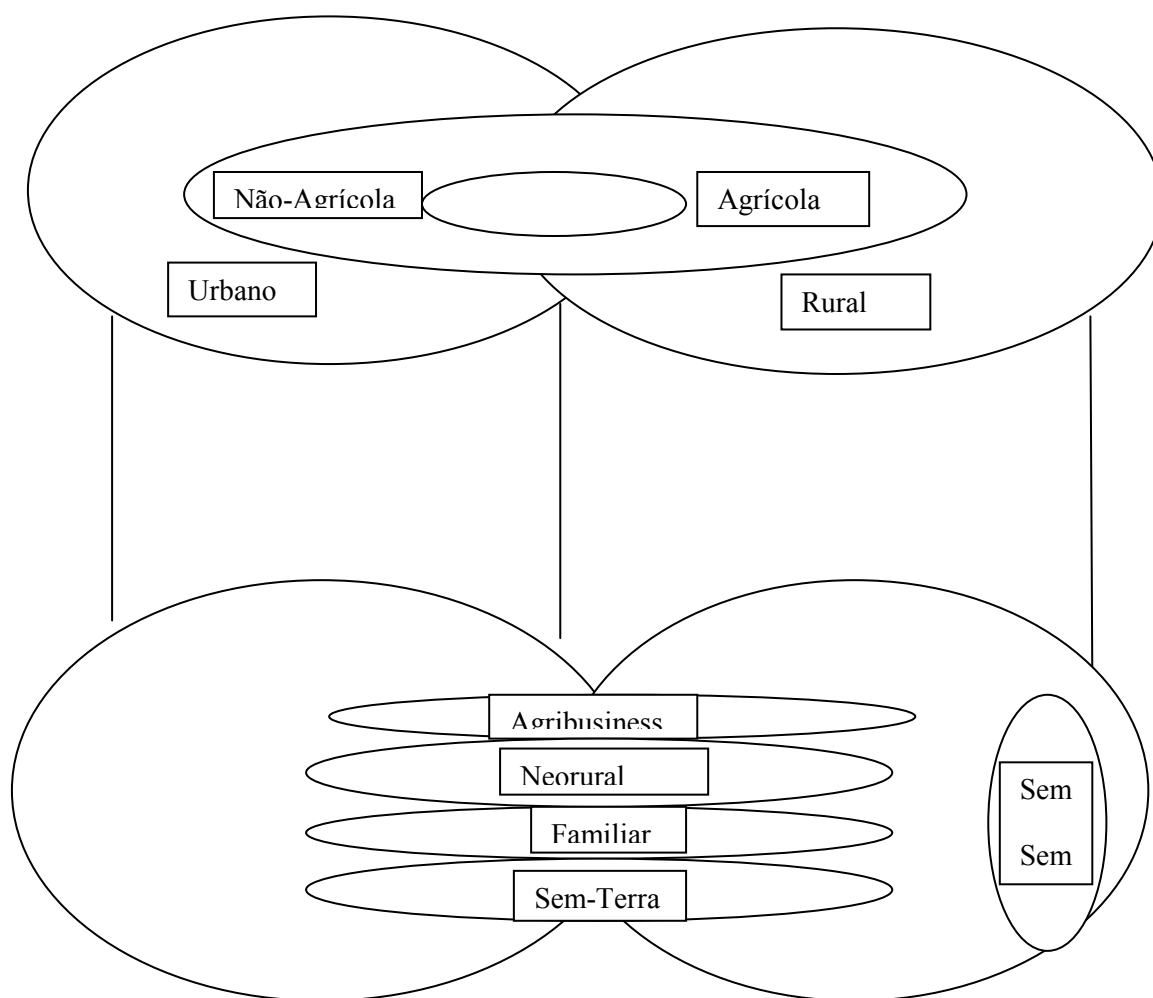 Não-Agrícola
Agrícola
Urbano
Rural
Agribusiness
Neorural
Familiar
Sem-Terra
Sem
Sem